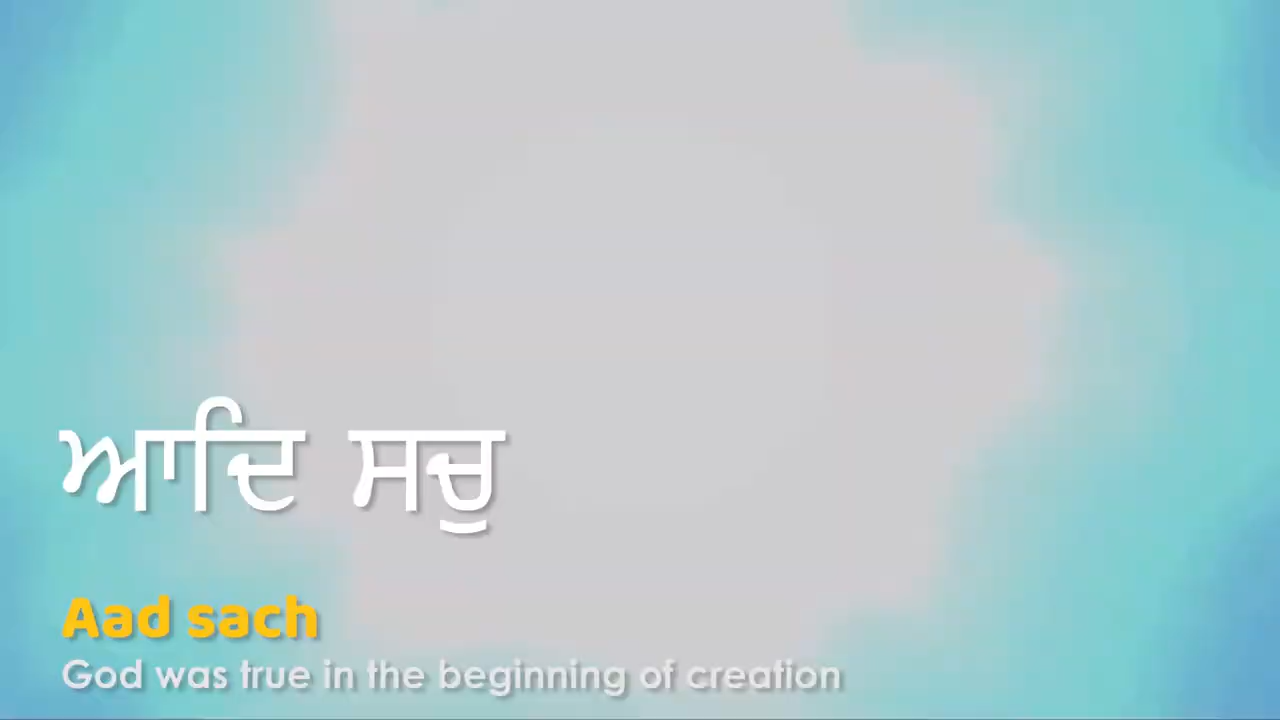 ਆਦਿ ਸਚੁ
Aad sach
God was true in the beginning of creation